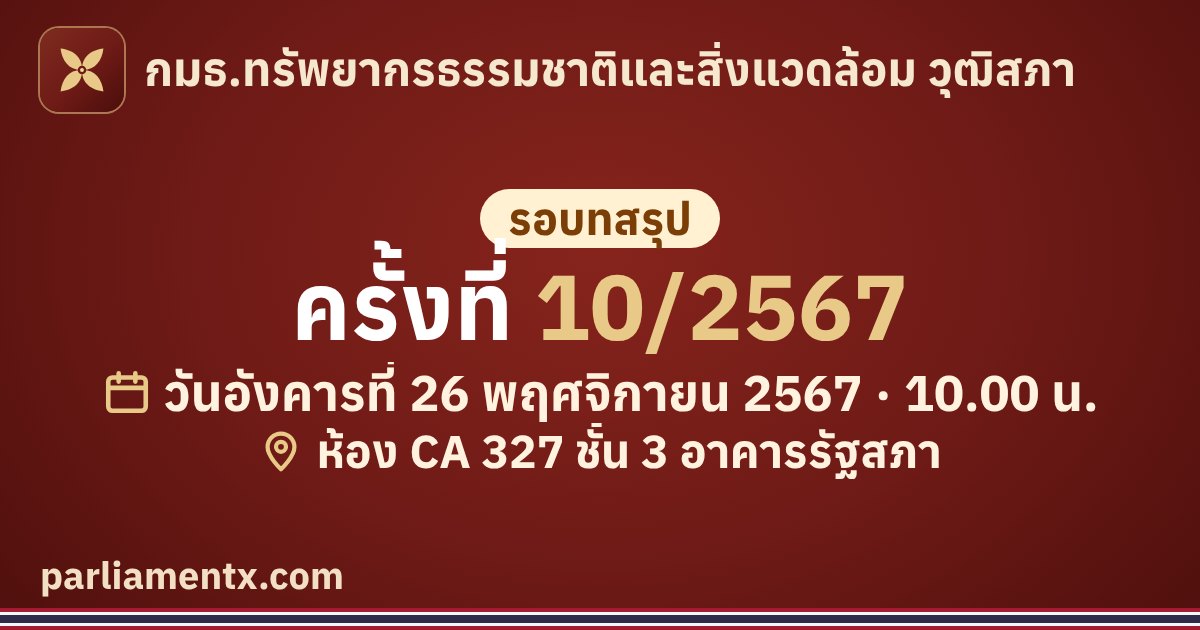 กมธ.ทรัพยากรธรรมชาติและสิ่งแวดล้อม วุฒิสภา
รอบทสรุป
ครั้งที่ 10/2567
วันอังคารที่ 26 พฤศจิกายน 2567 · 10.00 น.
ห้อง CA 327 ชั้น 3 อาคารรัฐสภา
parliamentx.com